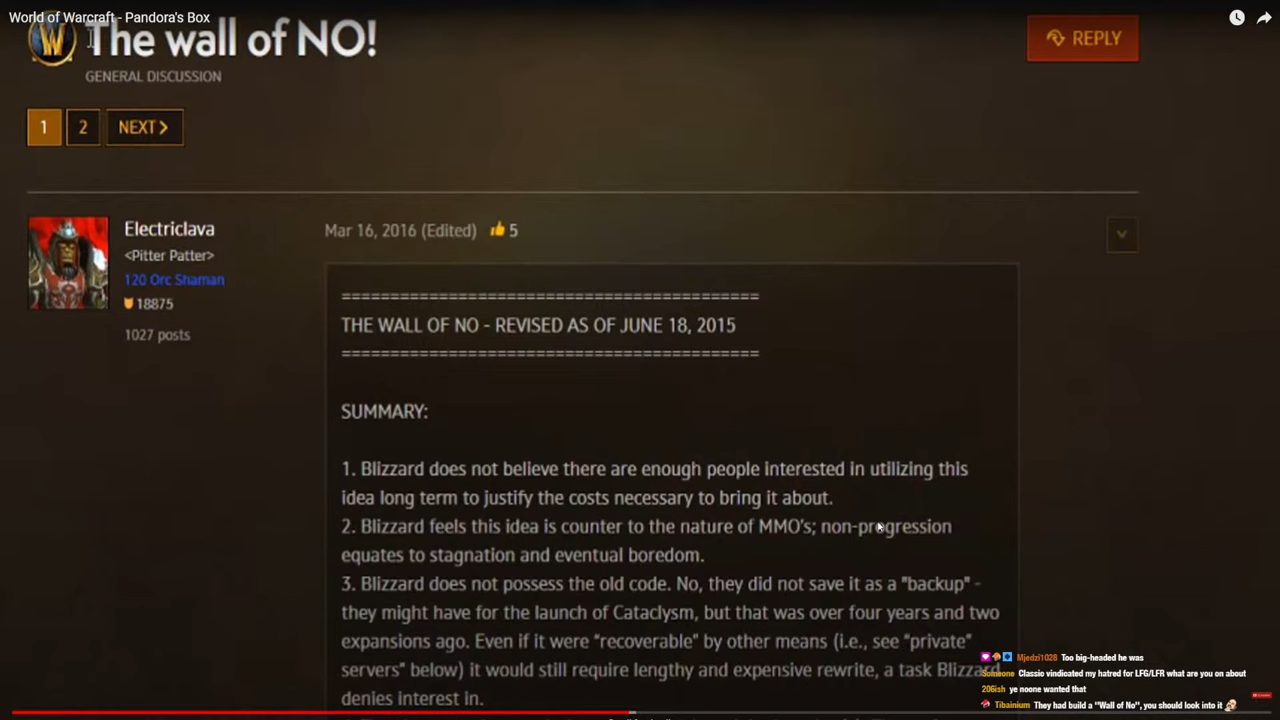 World of Warcraft - Pandora's Box
The wall of NO!
REPLY
GENERAL DISCUSSION
1 2 NEXT >
Electriclava
<Pitter Patter>
120 Orc Shaman
18875
1027 posts
Mar 16, 2016 (Edited) 5
===========================================
THE WALL OF NO - REVISED AS OF JUNE 18, 2015
===========================================
SUMMARY:
1. Blizzard does not believe there are enough people interested in utilizing this
idea long term to justify the costs necessary to bring it about.
2. Blizzard feels this idea is counter to the nature of MMO's; non-progression
equates to stagnation and eventual boredom.
3. Blizzard does not possess the old code. No, they did not save it as a "backup" -
they might have for the launch of Cataclysm, but that was over four years and two
expansions ago. Even if it were "recoverable" by other means (i.e., see "private"
servers" below) it would still require lengthy and expensive rewrite, a task Blizzard
denies interest in.
Mjedzi1028 Too big-headed he was
Someone Classic vindicated my hatred for LFG/LFR what are you on about
206ish ye noone wanted that
Tibainium They had build a "Wall of No", you should look into it